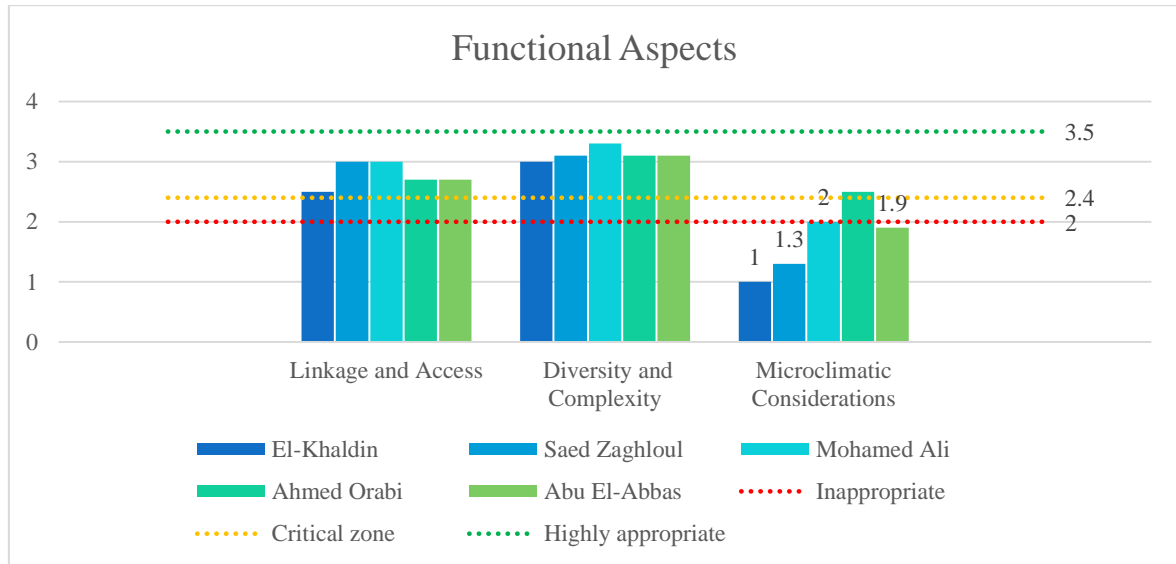 Functional Aspects
4
3
2
1
0
3.5
2.4
2
1
1.3
2
1.9
Linkage and Access
Diversity and
Complexity
Microclimatic
Considerations
El-Khaldin
Saed Zaghloul
Mohamed Ali
Ahmed Orabi
Abu El-Abbas
Inappropriate
Critical zone
Highly appropriate